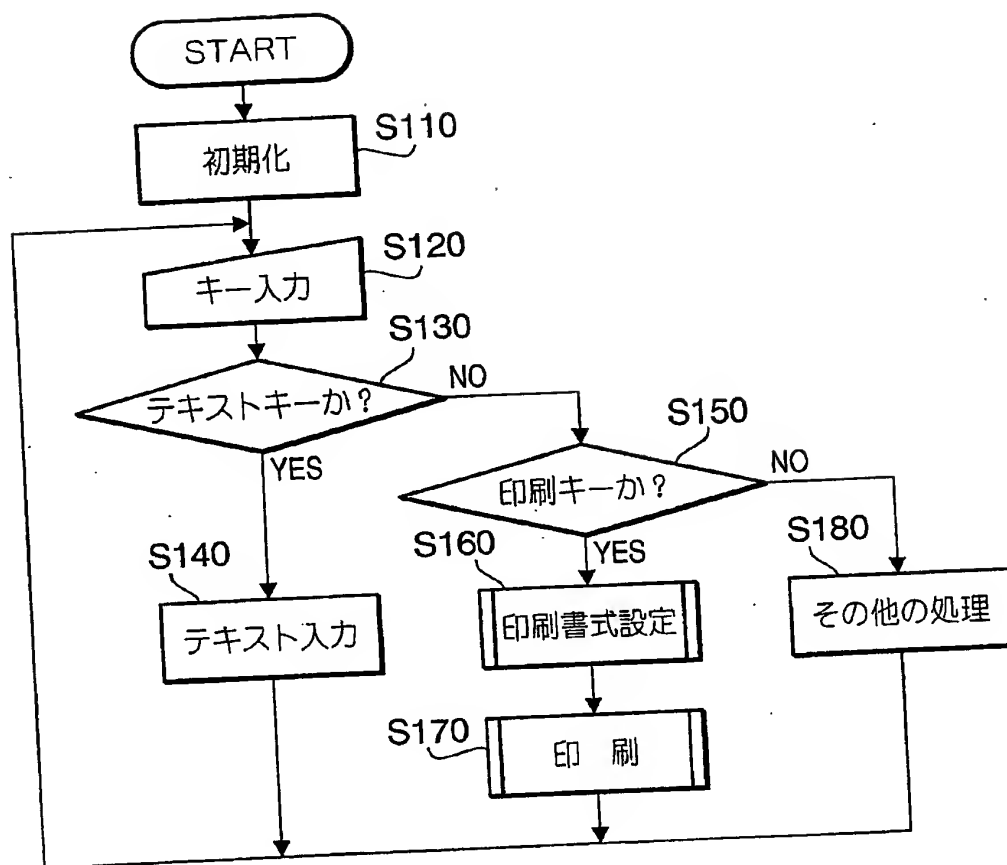 START
S110
初期化
S120
キー入力
S130
テキストキーか?
NO
YES
S150
印刷キーか?
NO
YES
S140
テキスト入力
S160
印刷書式設定
S180
その他の処理
S170
印 刷